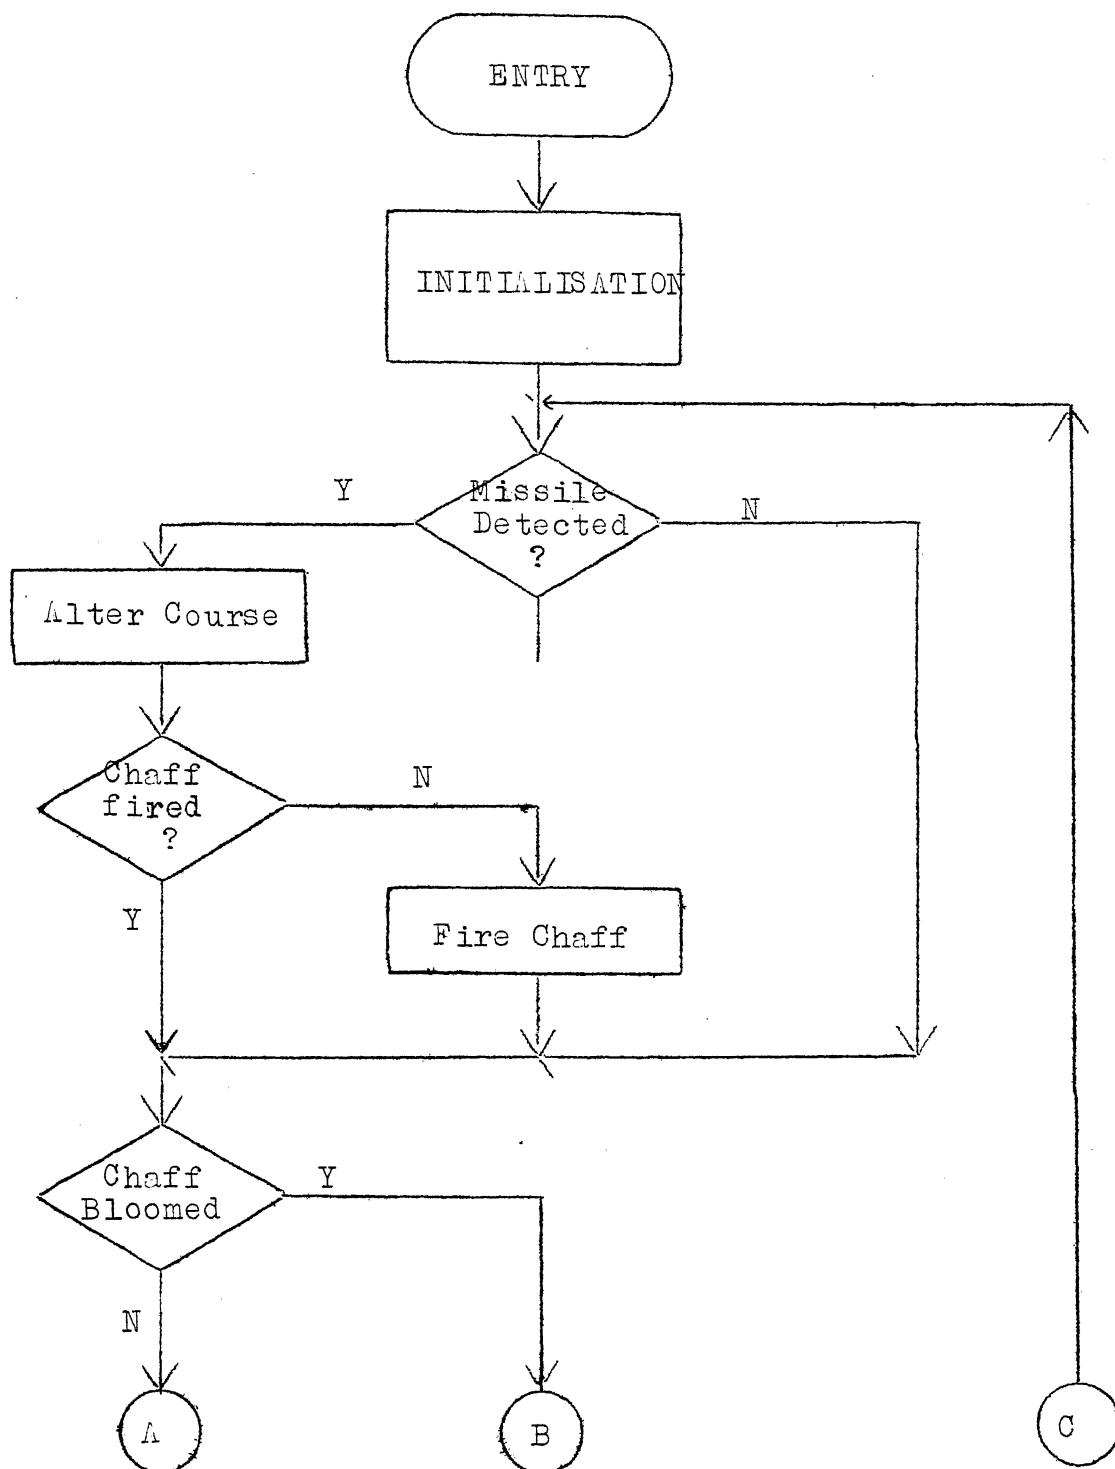 ENTRY
INITIALISATION
Y
Missile
Detected
?
N
Alter Course
Chaff
fired
?
N
Y
Fire Chaff
Chaff
Bloomed
Y
N
A
B
C